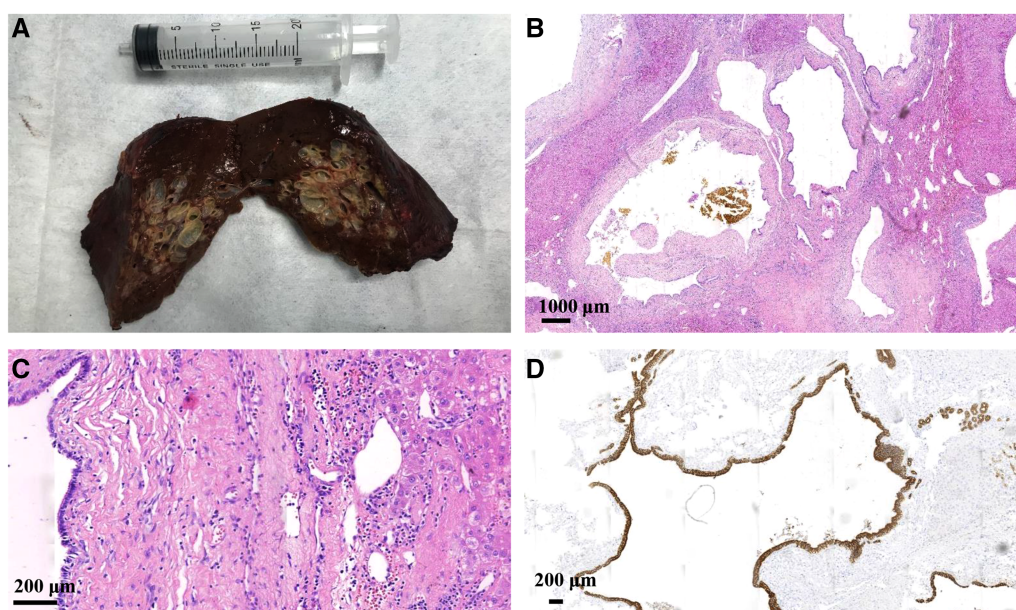 A
5 10 15 20 ml
STERILE SINGLE USE
B
1000 µm
C
200 µm
D
200 µm